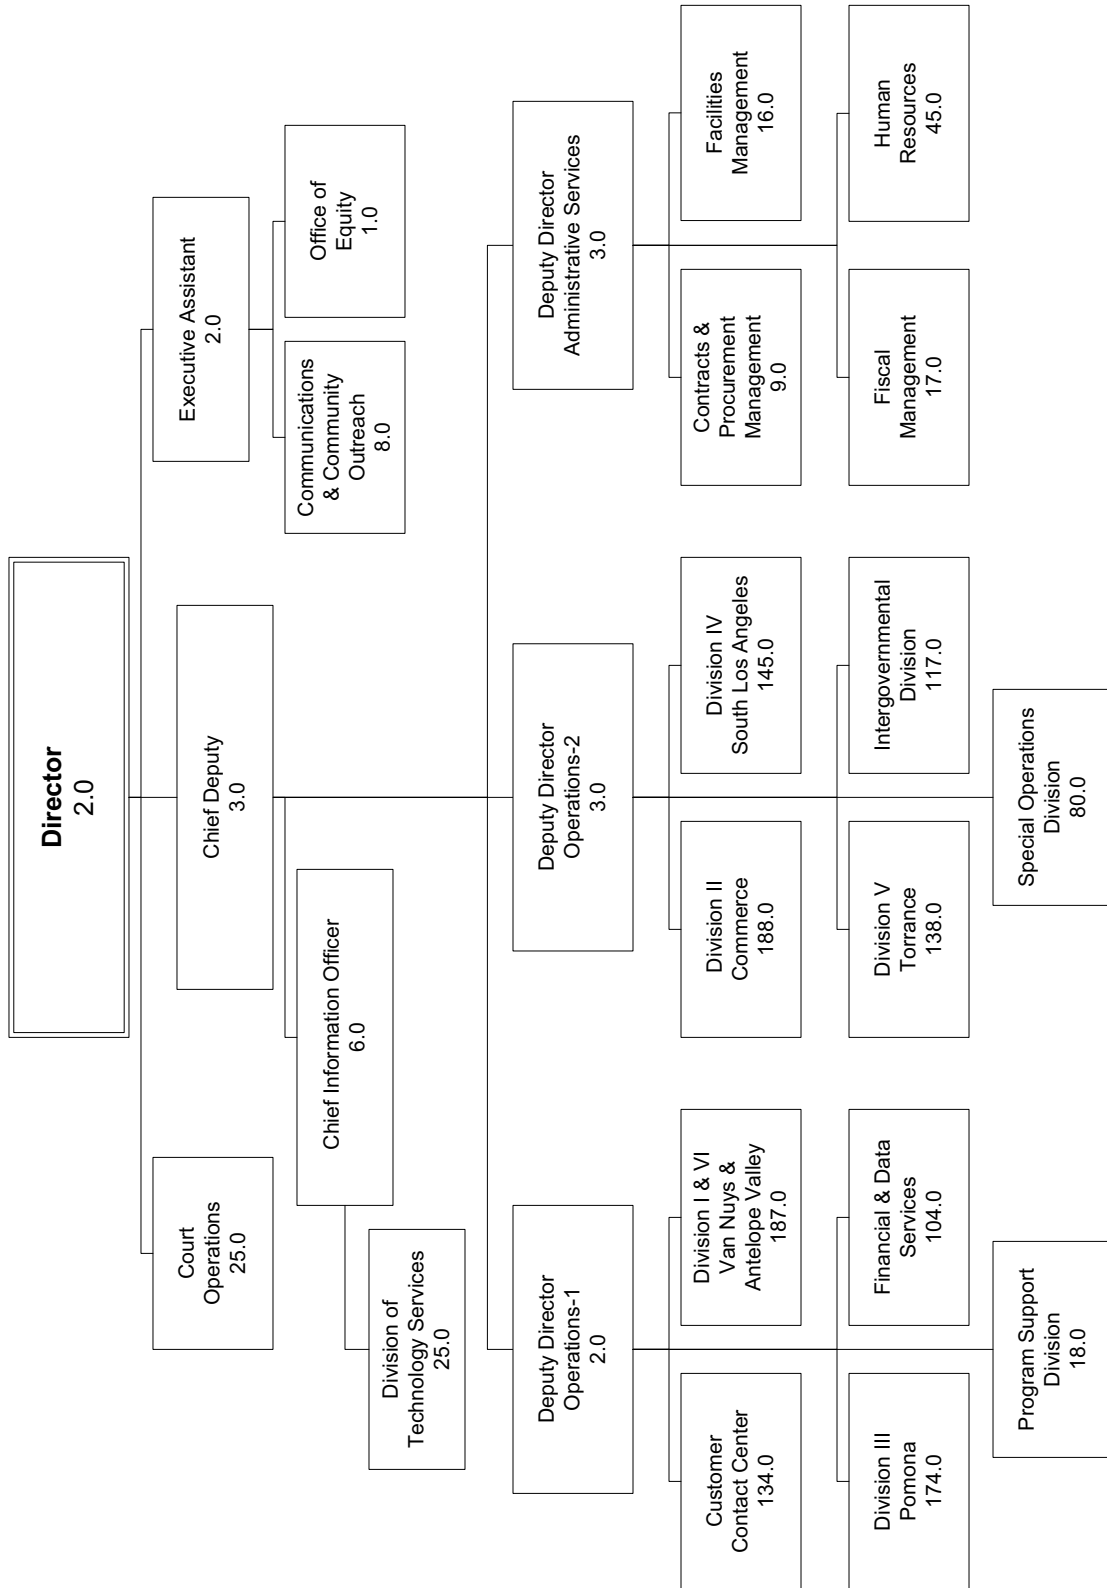 Director
2.0
Court
Operations
25.0
Chief Deputy
3.0
Executive Assistant
2.0
Communications
& Community
Outreach
8.0
Office of
Equity
1.0
Chief Information Officer
6.0
Division of
Technology Services
25.0
Deputy Director
Operations-1
2.0
Deputy Director
Operations-2
3.0
Deputy Director
Administrative Services
3.0
Customer
Contact Center
134.0
Division I & VI
Van Nuys &
Antelope Valley
187.0
Division II
Commerce
188.0
Division IV
South Los Angeles
145.0
Contracts &
Procurement
Management
9.0
Facilities
Management
16.0
Division III
Pomona
174.0
Financial & Data
Services
104.0
Division V
Torrance
138.0
Intergovernmental
Division
117.0
Fiscal
Management
17.0
Human
Resources
45.0
Program Support
Division
18.0
Special Operations
Division
80.0